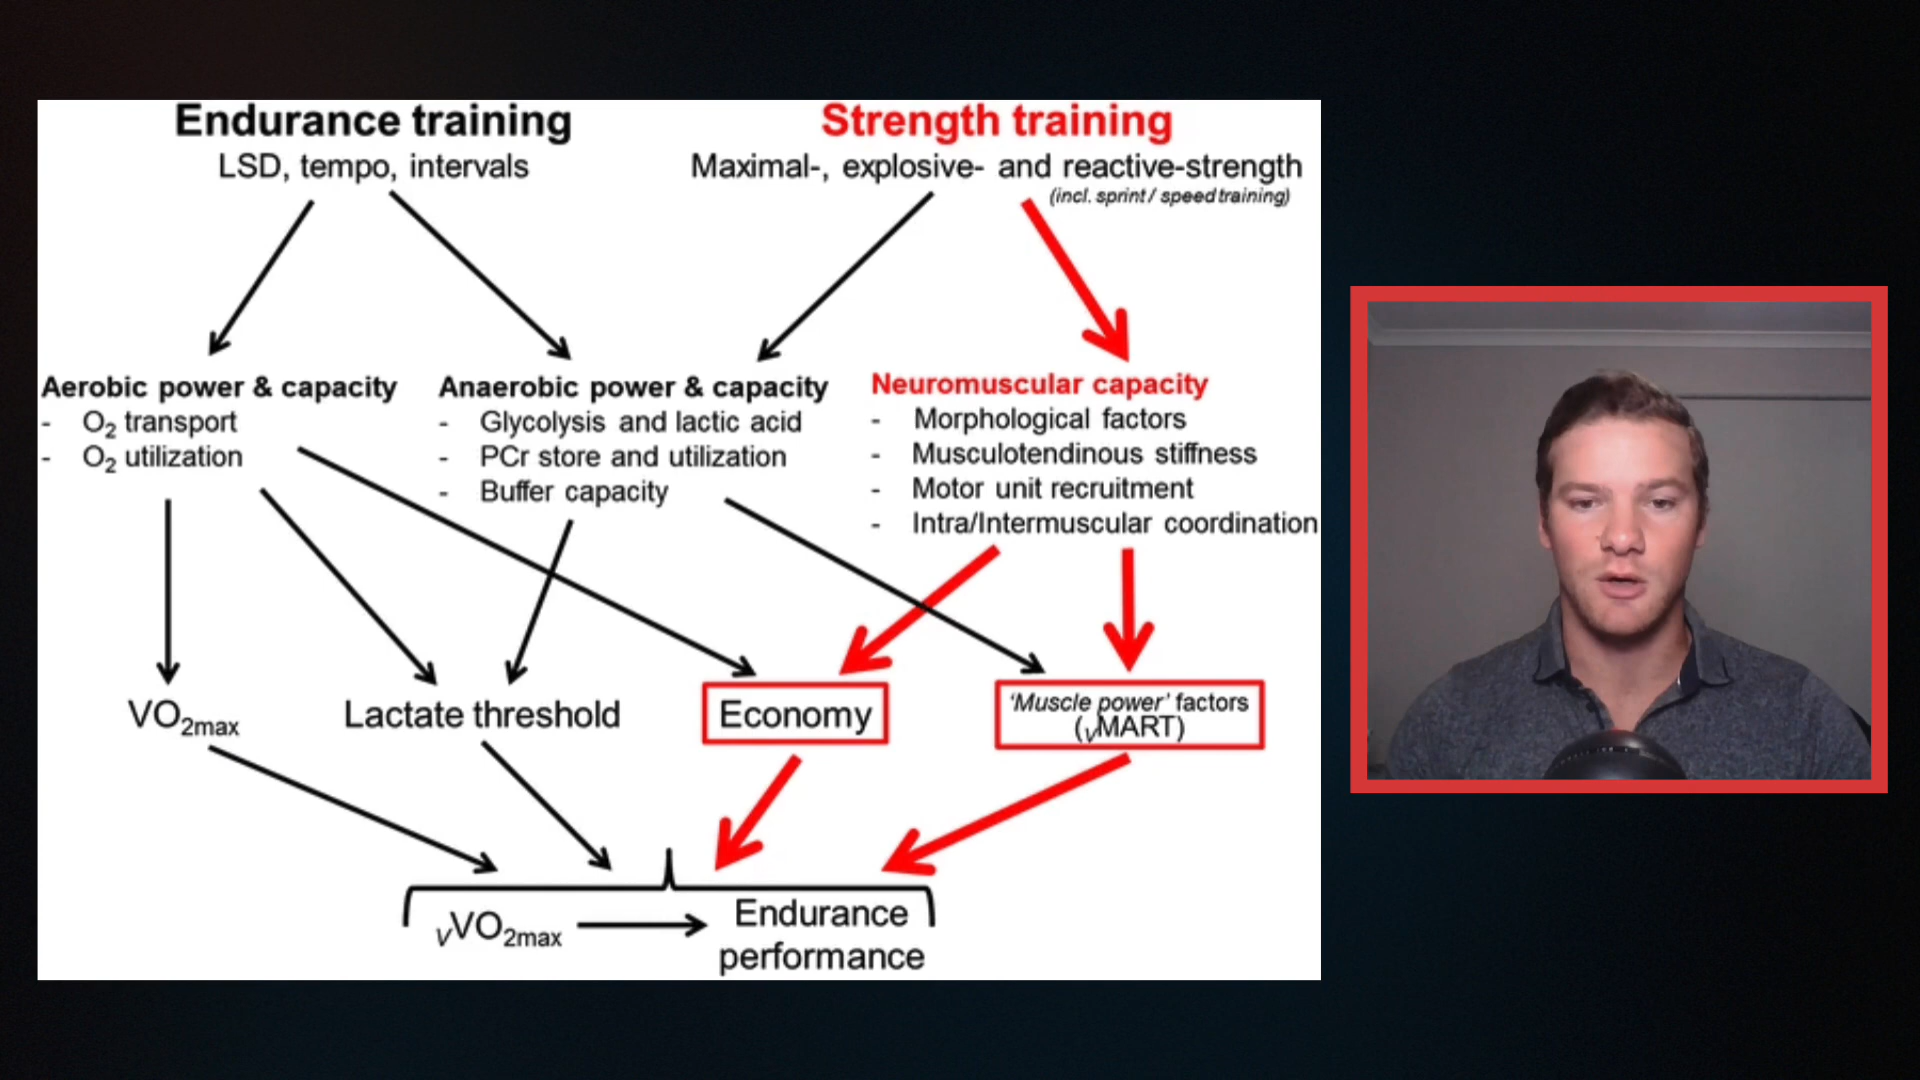 Endurance training
LSD, tempo, intervals
Strength training
Maximal-, explosive- and reactive-strength
(incl. sprint / speed training)
Aerobic power & capacity
- O₂ transport
- O₂ utilization
Anaerobic power & capacity
- Glycolysis and lactic acid
- PCr store and utilization
- Buffer capacity
Neuromuscular capacity
- Morphological factors
- Musculotendinous stiffness
- Motor unit recruitment
- Intra/Intermuscular coordination
VO₂max
Lactate threshold
Economy
'Muscle power' factors
(vMART)
vVO₂max
Endurance
performance